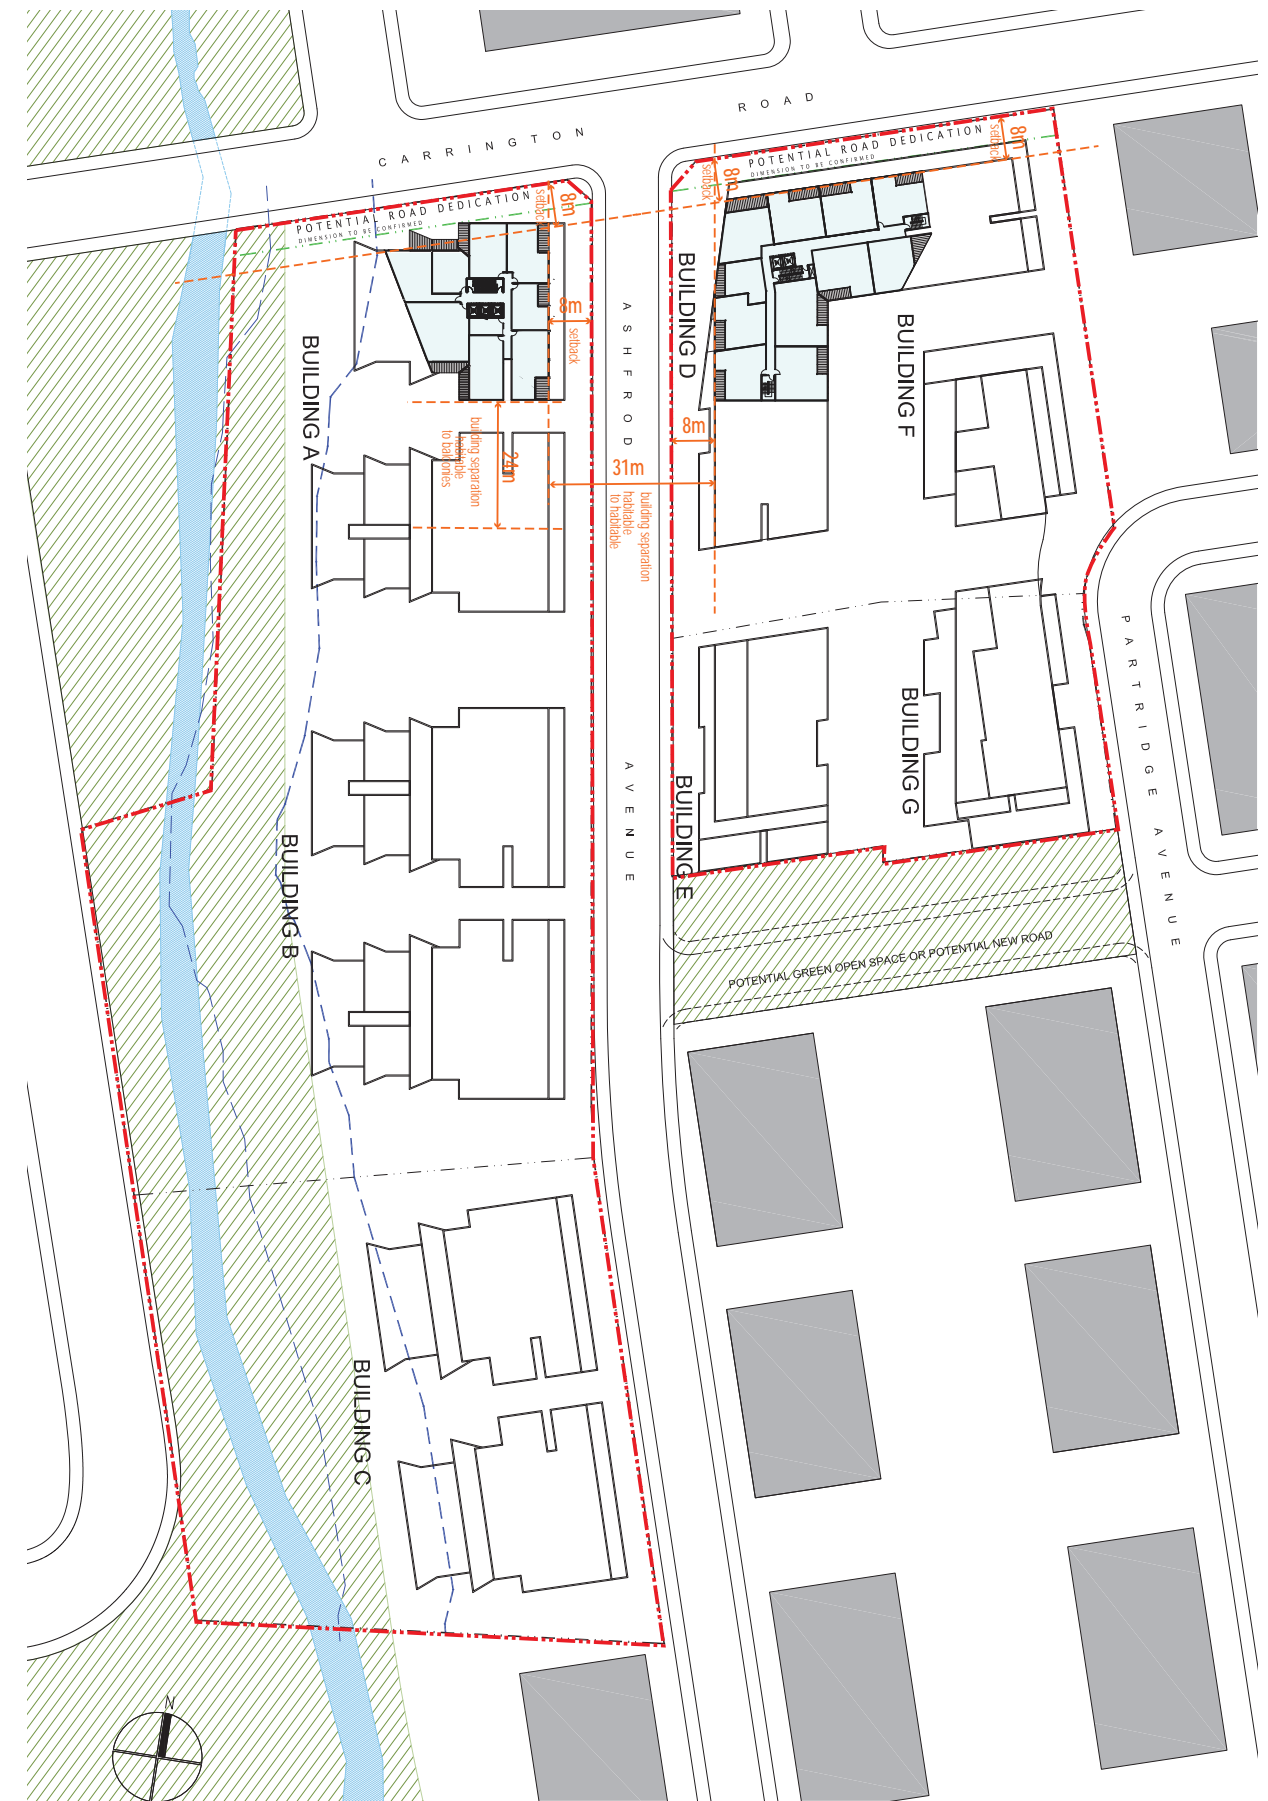 CARRINGTON ROAD
POTENTIAL ROAD DEDICATION
DIMENSION TO BE CONFIRMED
8m
setback
8m
setback
POTENTIAL ROAD DEDICATION
DIMENSION TO BE CONFIRMED
8m
setback
8m
setback
BUILDING A
24m
building separation
habitable
to balconies
ASHFROD AVENUE
31m
building separation
habitable
to habitable
8m
BUILDING D
BUILDING F
BUILDING G
BUILDING E
PARTRIDGE AVENUE
POTENTIAL GREEN OPEN SPACE OR POTENTIAL NEW ROAD
BUILDING B
BUILDING C
N